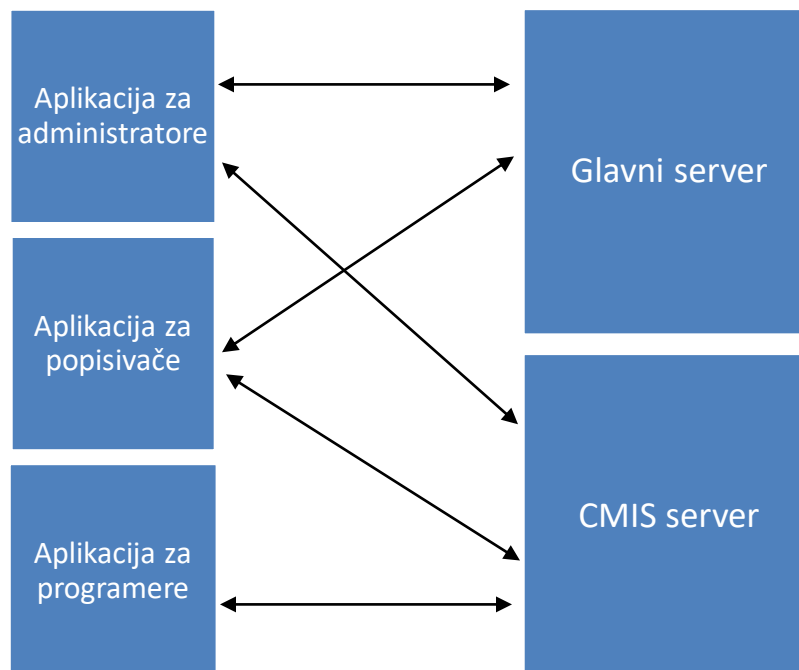 Aplikacija za
administratore
Glavni server
Aplikacija za
popisivače
CMIS server
Aplikacija za
programere